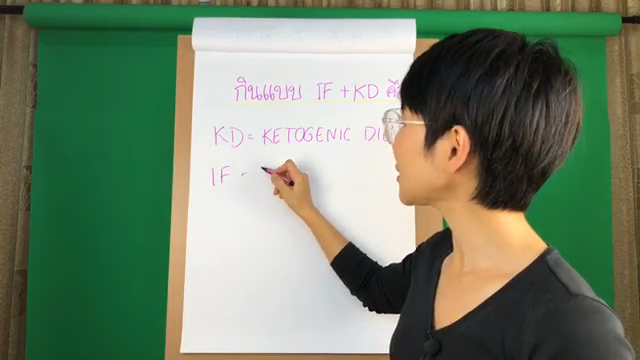 กินแบบ IF + KD
KD = KETOGENIC
IF -